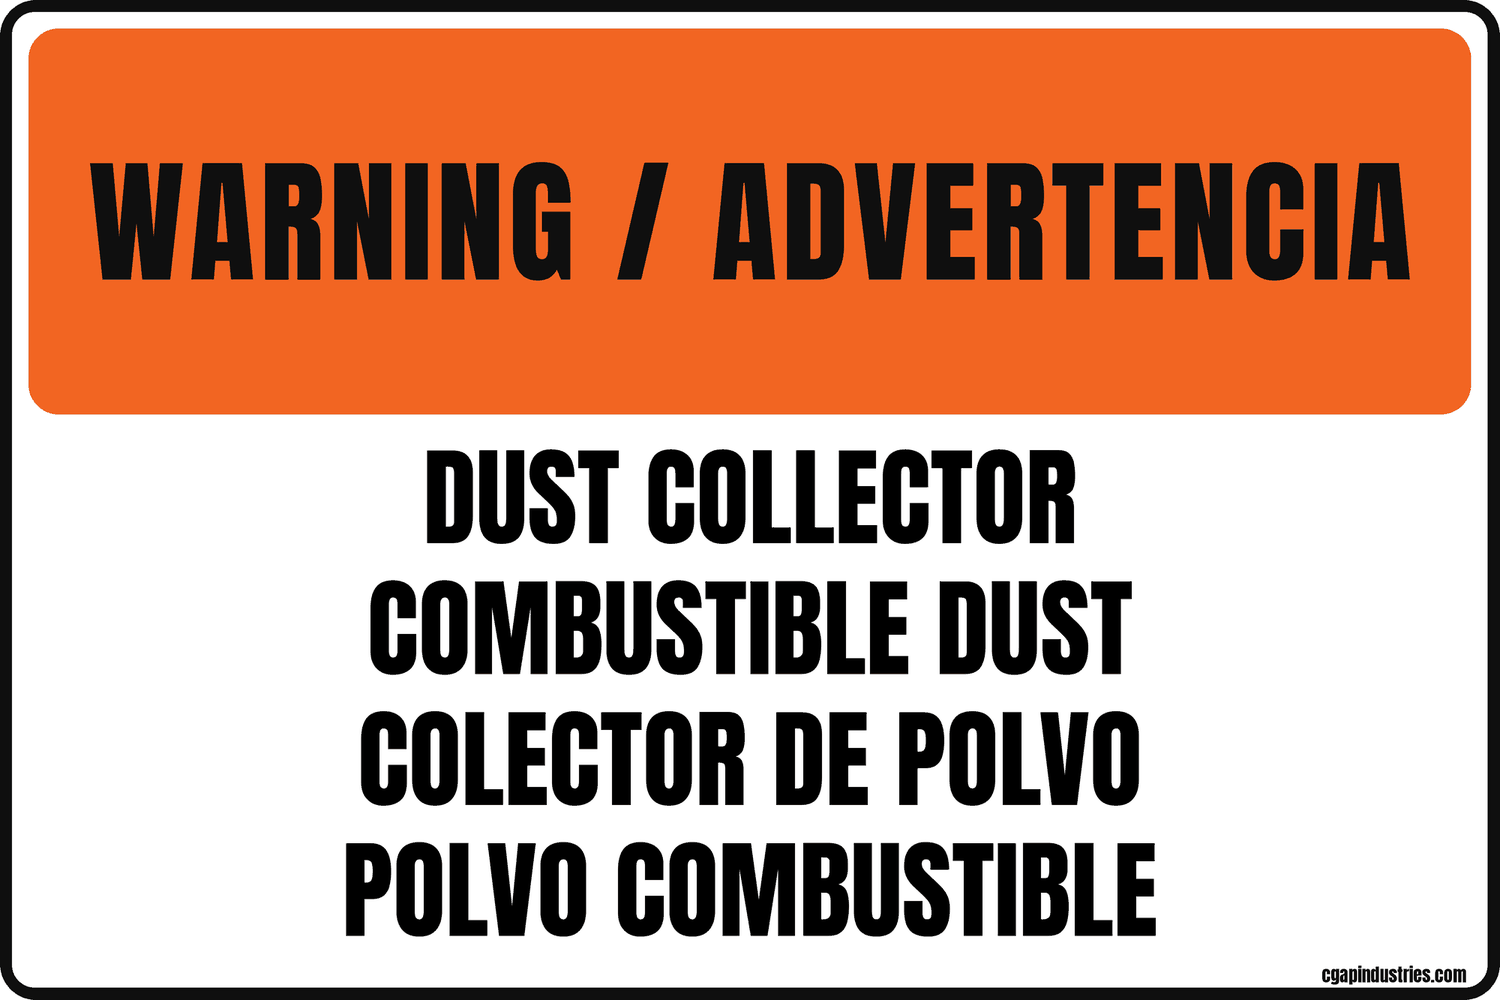 WARNING / ADVERTENCIA
DUST COLLECTOR
COMBUSTIBLE DUST
COLECTOR DE POLVO
POLVO COMBUSTIBLE
cgapindustries.com